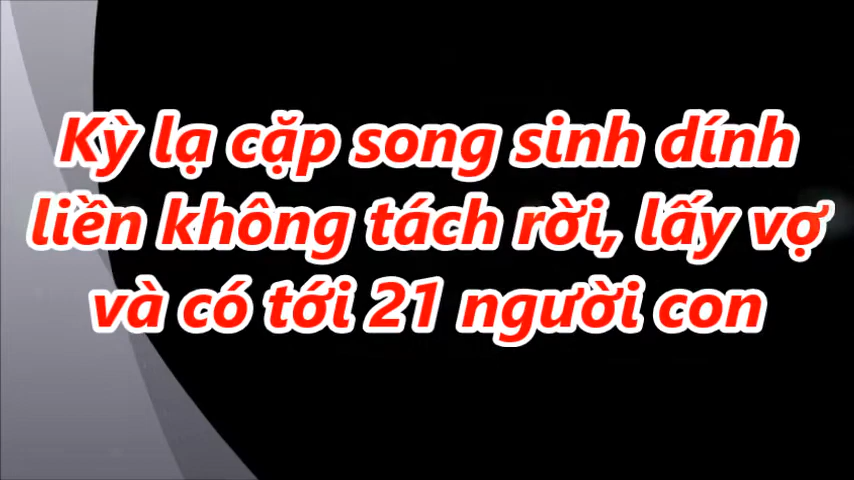 Kỳ lạ cặp song sinh dính
liền không tách rời, lấy vợ
và có tới 21 người con